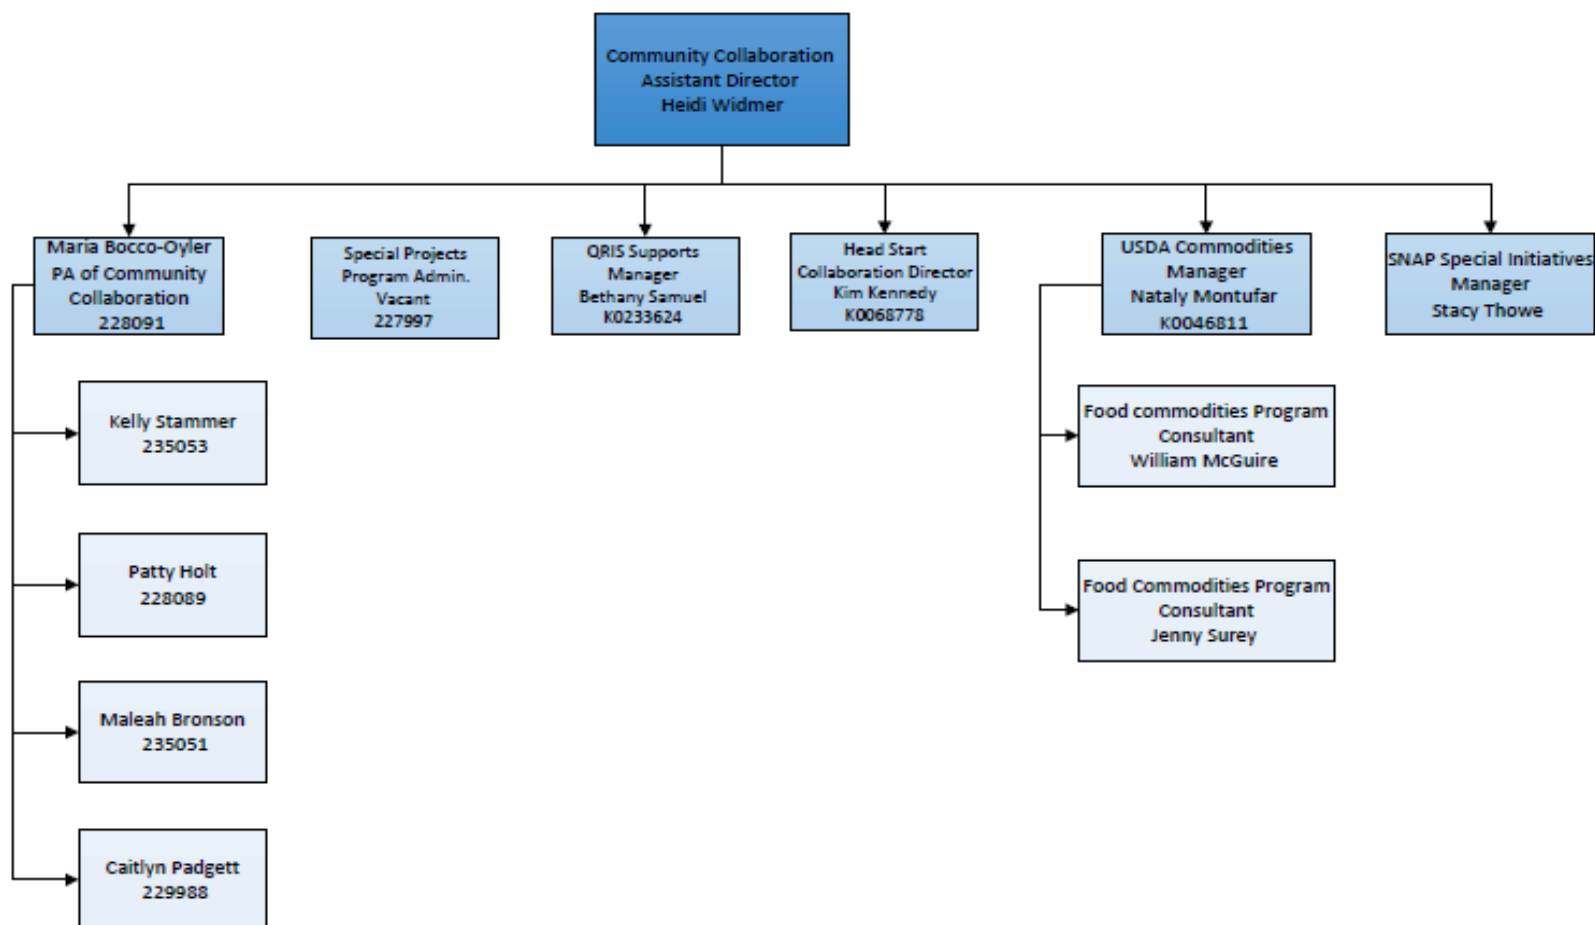 Community Collaboration
Assistant Director
Heidi Widmer
Maria Bocco-Oyler
PA of Community
Collaboration
228091
Special Projects
Program Admin.
Vacant
227997
QRIS Supports
Manager
Bethany Samuel
K0233624
Head Start
Collaboration Director
Kim Kennedy
K0068778
USDA Commodities
Manager
Nataly Montufar
K0046811
SNAP Special Initiatives
Manager
Stacy Thowe
Kelly Stammer
235053
Patty Holt
228089
Maleah Bronson
235051
Caitlyn Padgett
229988
Food commodities Program
Consultant
William McGuire
Food Commodities Program
Consultant
Jenny Surey